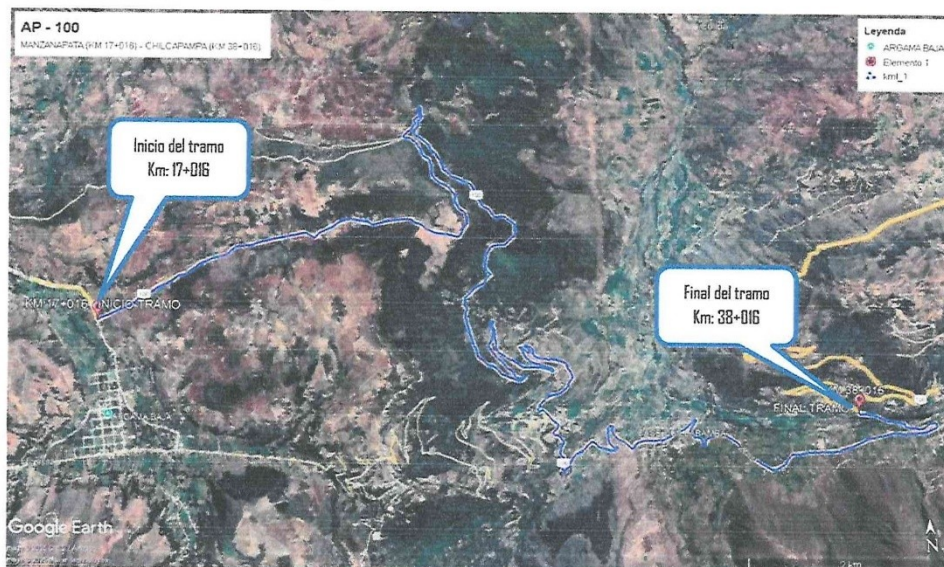 AP - 100
MANZANAPATA (KM 17+016) - CHILCAPAMPA (KM 38+016)
Leyenda
ARGAMA BAJA
Elemento 1
kml_1
Inicio del tramo
Km: 17+016
KM 17+016 INICIO TRAMO
Final del tramo
Km: 38+016
FINAL TRAMO
Google Earth
N
2 km